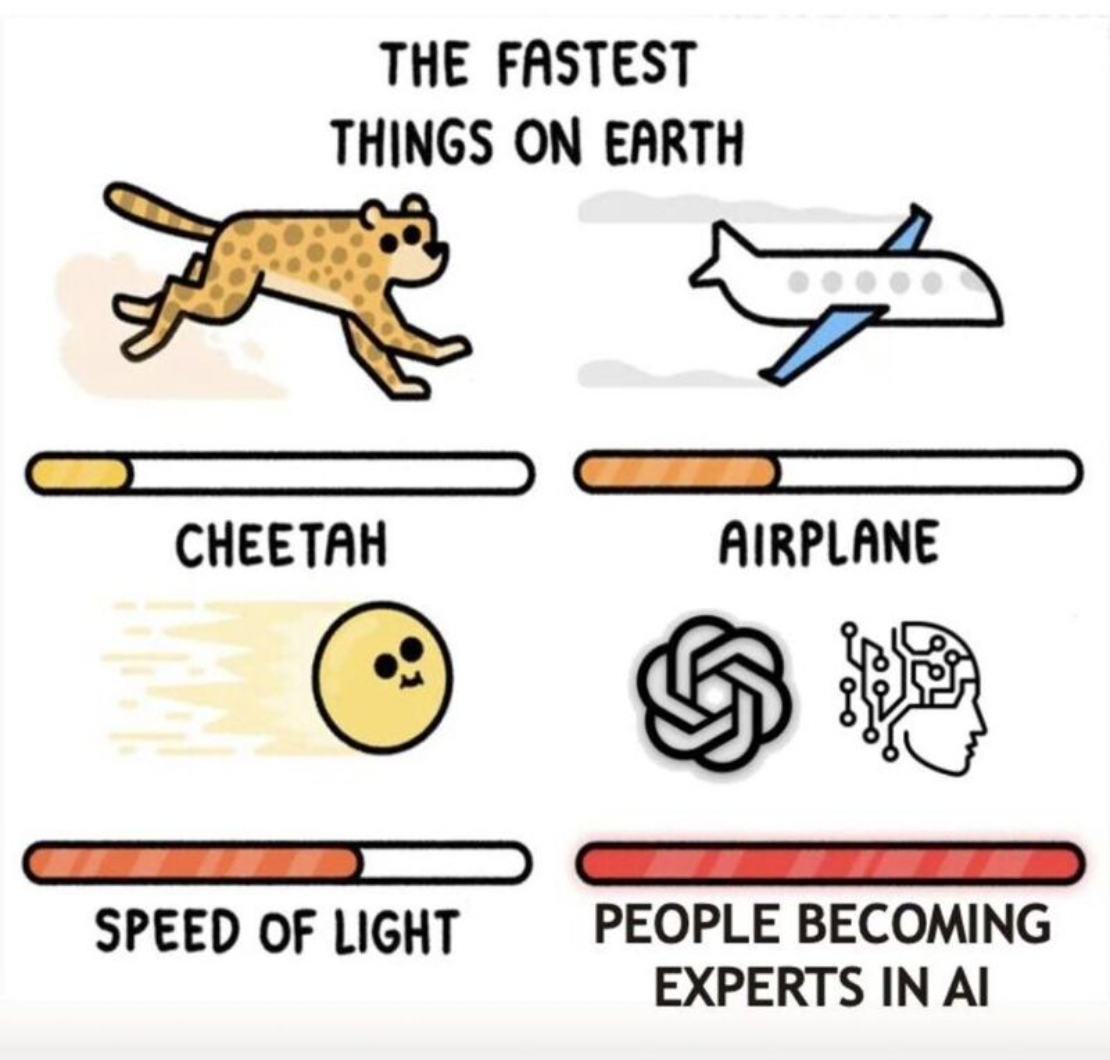 THE FASTEST
THINGS ON EARTH
CHEETAH
AIRPLANE
SPEED OF LIGHT
PEOPLE BECOMING
EXPERTS IN AI